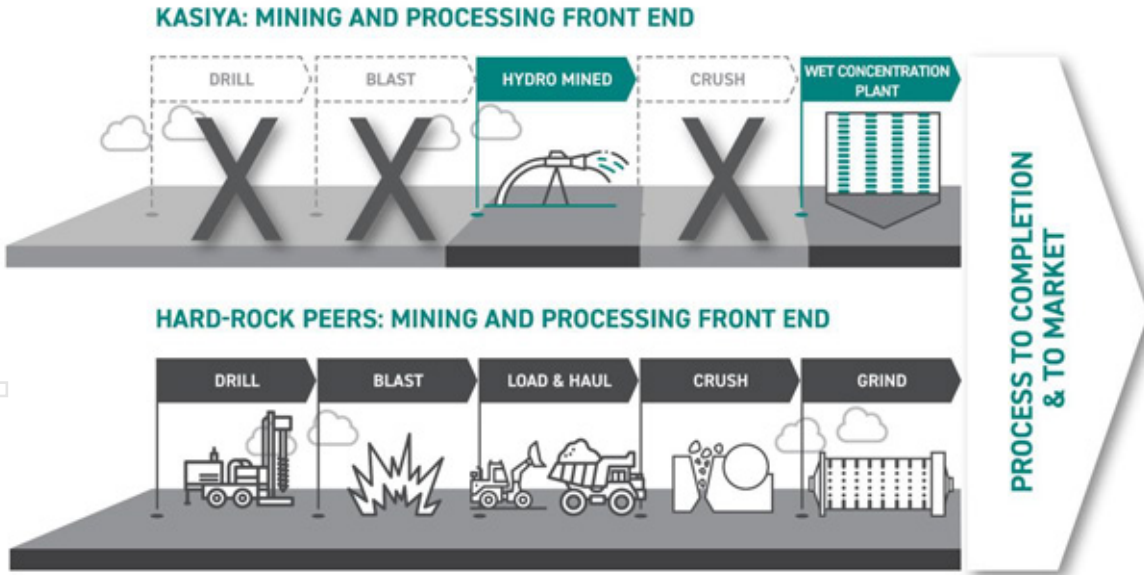 KASIYA: MINING AND PROCESSING FRONT END
DRILL
BLAST
HYDRO MINED
CRUSH
WET CONCENTRATION
PLANT
HARD-ROCK PEERS: MINING AND PROCESSING FRONT END
DRILL
BLAST
LOAD & HAUL
CRUSH
GRIND
PROCESS TO COMPLETION
& TO MARKET